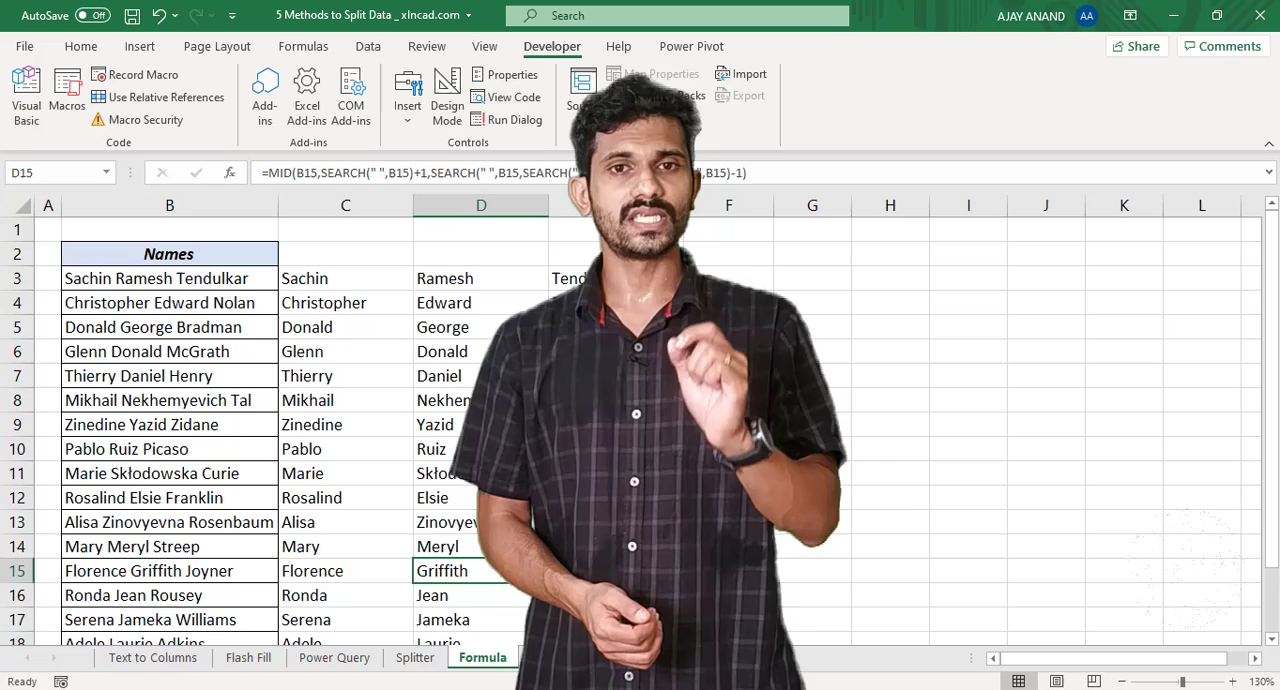 AutoSave Off 5 Methods to Split Data _ xlncad.com Search AJAY ANAND AA
File Home Insert Page Layout Formulas Data Review View Developer Help Power Pivot Share Comments
Visual Basic
Macros
Record Macro
Use Relative References
Macro Security
Code
Add-ins
Excel Add-ins
COM Add-ins
Add-ins
Insert
Design Mode
Properties
View Code
Run Dialog
Controls
Map Properties
Import
Export
D15 fx =MID(B15,SEARCH(" ",B15)+1,SEARCH(" ",B15,SEARCH(" ,B15)-1)
A B C D F G H I J K L
1
2 Names
3 Sachin Ramesh Tendulkar Sachin Ramesh
4 Christopher Edward Nolan Christopher Edward
5 Donald George Bradman Donald George
6 Glenn Donald McGrath Glenn Donald
7 Thierry Daniel Henry Thierry Daniel
8 Mikhail Nekhemyevich Tal Mikhail
9 Zinedine Yazid Zidane Zinedine Yazid
10 Pablo Ruiz Picaso Pablo Ruiz
11 Marie Skłodowska Curie Marie
12 Rosalind Elsie Franklin Rosalind Elsie
13 Alisa Zinovyevna Rosenbaum Alisa
14 Mary Meryl Streep Mary Meryl
15 Florence Griffith Joyner Florence Griffith
16 Ronda Jean Rousey Ronda Jean
17 Serena Jameka Williams Serena Jameka
18 Adele Laurie Adkins Adele Laurie
Text to Columns Flash Fill Power Query Splitter Formula
Ready 130%